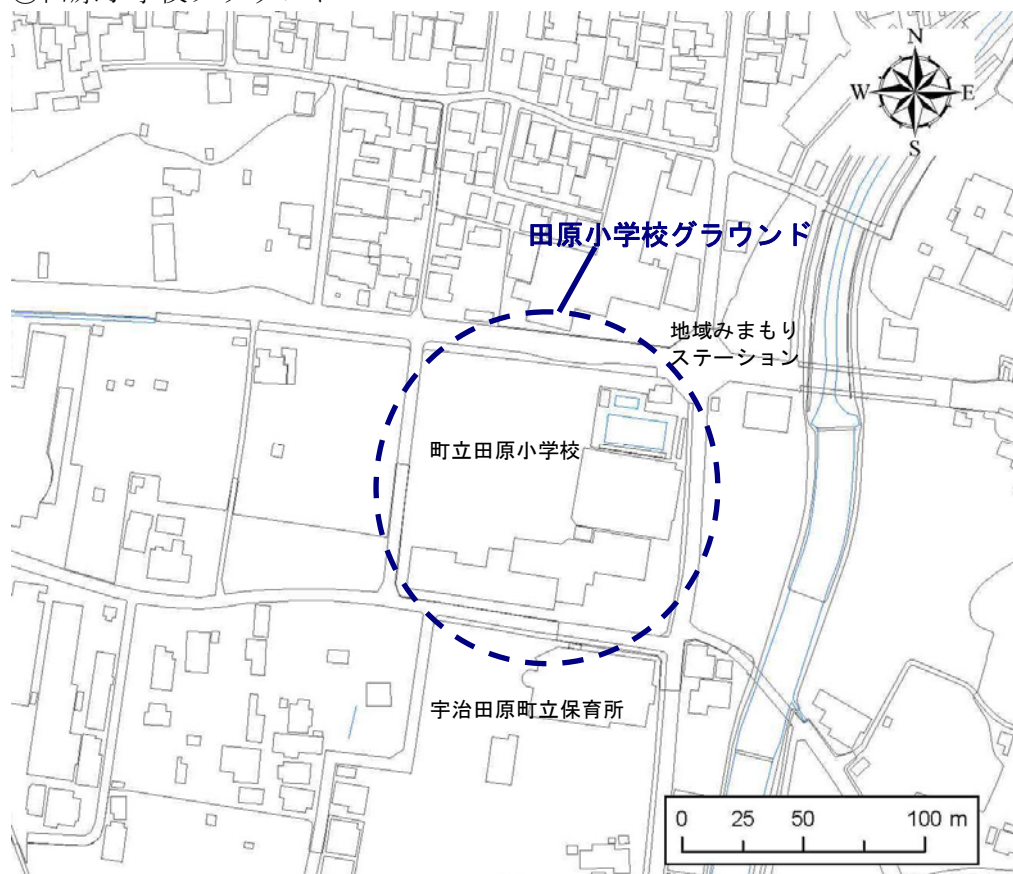 N
W E
S
田原小学校グラウンド
地域みまもり
ステーション
町立田原小学校
宇治田原町立保育所
0 25 50 100 m